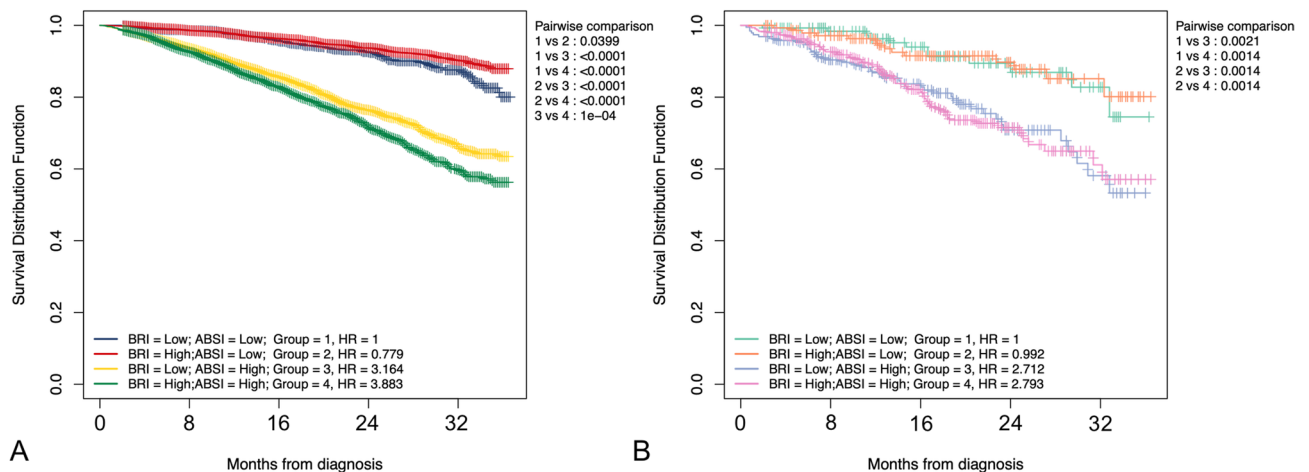 Pairwise comparison
1 vs 2 : 0.0399
1 vs 3 : <0.0001
1 vs 4 : <0.0001
2 vs 3 : <0.0001
2 vs 4 : <0.0001
3 vs 4 : 1e−04
Survival Distribution Function
1.0
0.8
0.6
0.4
0.2
0.0
BRI = Low; ABSI = Low; Group = 1, HR = 1
BRI = High;ABSI = Low; Group = 2, HR = 0.779
BRI = Low; ABSI = High; Group = 3, HR = 3.164
BRI = High;ABSI = High; Group = 4, HR = 3.883
0 8 16 24 32
Months from diagnosis
A
Pairwise comparison
1 vs 3 : 0.0021
1 vs 4 : 0.0014
2 vs 3 : 0.0014
2 vs 4 : 0.0014
Survival Distribution Function
1.0
0.8
0.6
0.4
0.2
0.0
BRI = Low; ABSI = Low; Group = 1, HR = 1
BRI = High;ABSI = Low; Group = 2, HR = 0.992
BRI = Low; ABSI = High; Group = 3, HR = 2.712
BRI = High;ABSI = High; Group = 4, HR = 2.793
0 8 16 24 32
Months from diagnosis
B